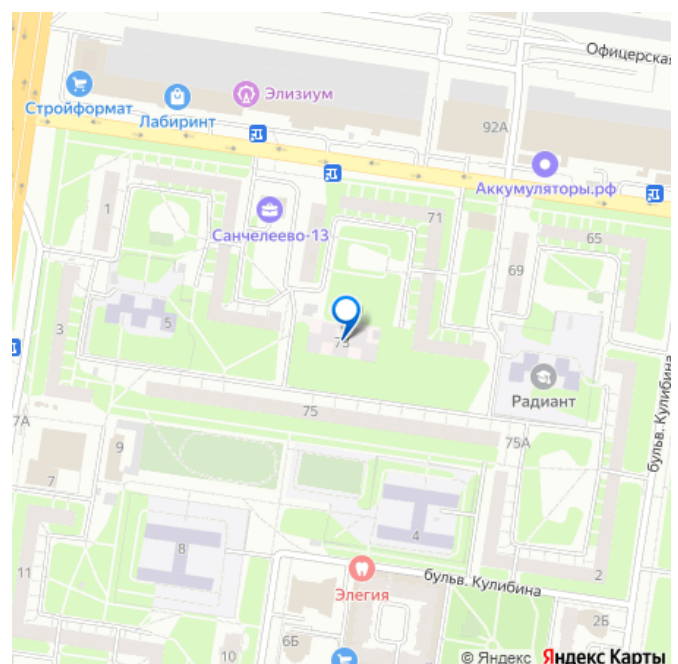 Офицерская
Элизиум
Стройформат
Лабиринт
92А
Аккумуляторы.рф
1
Санчелеево-13
71
65
69
5
3
73
Радиант
бульв. Кулибина
75
7А
75А
9
7
4
8
бульв. Кулибина
11
Элегия
2
2Б
6Б
10
© Яндекс Яндекс Карты